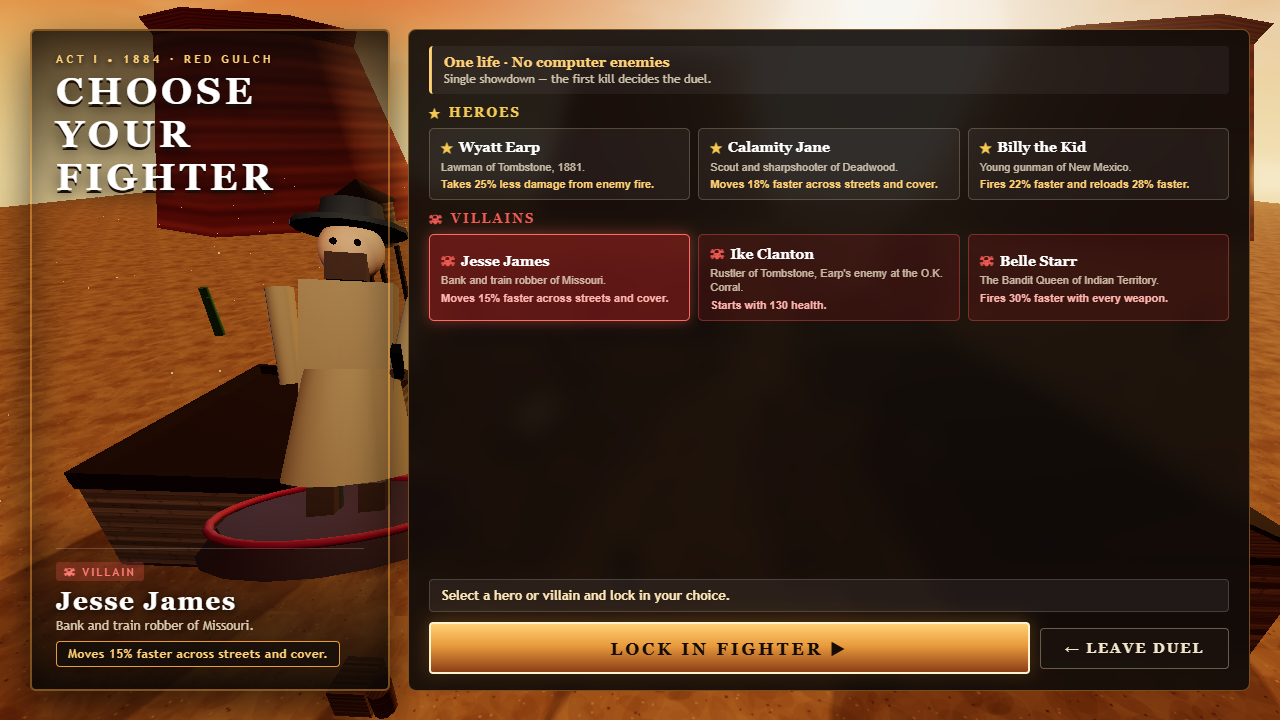 ACT I • 1884 · RED GULCH
CHOOSE
YOUR
FIGHTER
VILLAIN
Jesse James
Bank and train robber of Missouri.
Moves 15% faster across streets and cover.
One life · No computer enemies
Single showdown — the first kill decides the duel.
★ HEROES
★ Wyatt Earp
Lawman of Tombstone, 1881.
Takes 25% less damage from enemy fire.
★ Calamity Jane
Scout and sharpshooter of Deadwood.
Moves 18% faster across streets and cover.
★ Billy the Kid
Young gunman of New Mexico.
Fires 22% faster and reloads 28% faster.
VILLAINS
Jesse James
Bank and train robber of Missouri.
Moves 15% faster across streets and cover.
Ike Clanton
Rustler of Tombstone, Earp's enemy at the O.K.
Corral.
Starts with 130 health.
Belle Starr
The Bandit Queen of Indian Territory.
Fires 30% faster with every weapon.
Select a hero or villain and lock in your choice.
LOCK IN FIGHTER ▶
← LEAVE DUEL